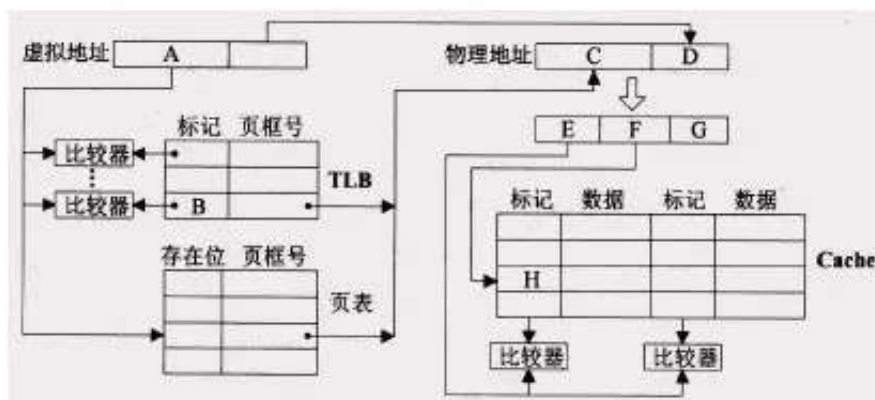 虚拟地址 A
物理地址 C D
E F G
标记 页框号
比较器
比较器 B
TLB
存在位 页框号
页表
标记 数据 标记 数据
H
Cache
比较器 比较器